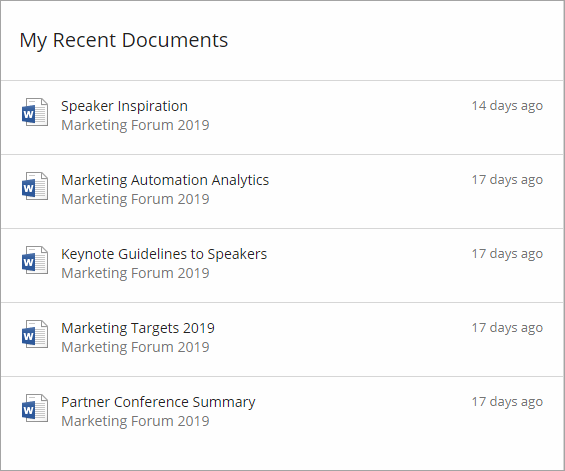 My Recent Documents
Speaker Inspiration 14 days ago
Marketing Forum 2019
Marketing Automation Analytics 17 days ago
Marketing Forum 2019
Keynote Guidelines to Speakers 17 days ago
Marketing Forum 2019
Marketing Targets 2019 17 days ago
Marketing Forum 2019
Partner Conference Summary 17 days ago
Marketing Forum 2019